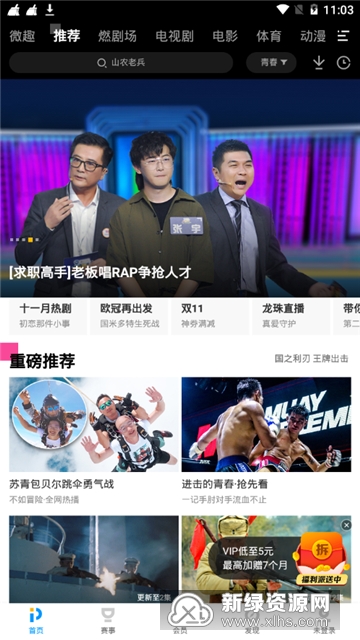 11:03
微趣 推荐 燃剧场 电视剧 电影 体育 动漫
山农老兵 青春
张宇
[求职高手]老板唱RAP争抢人才
十一月热剧 欧冠再出发 双11 龙珠直播 带你
初恋那件小事 国米多特生死战 神券满减 真爱守护 第二
重磅推荐 国之利刃 王牌出击
MUAY
苏青包贝尔跳伞勇气战 进击的青春·抢先看
不如冒险·全网热播 一记手肘对手流血不止
拆
福利派送中
VIP低至5元
最高加赠7个月
更新至2集
首页 赛事 会员 发现 未登录
新绿资源网
www.xlhs.com